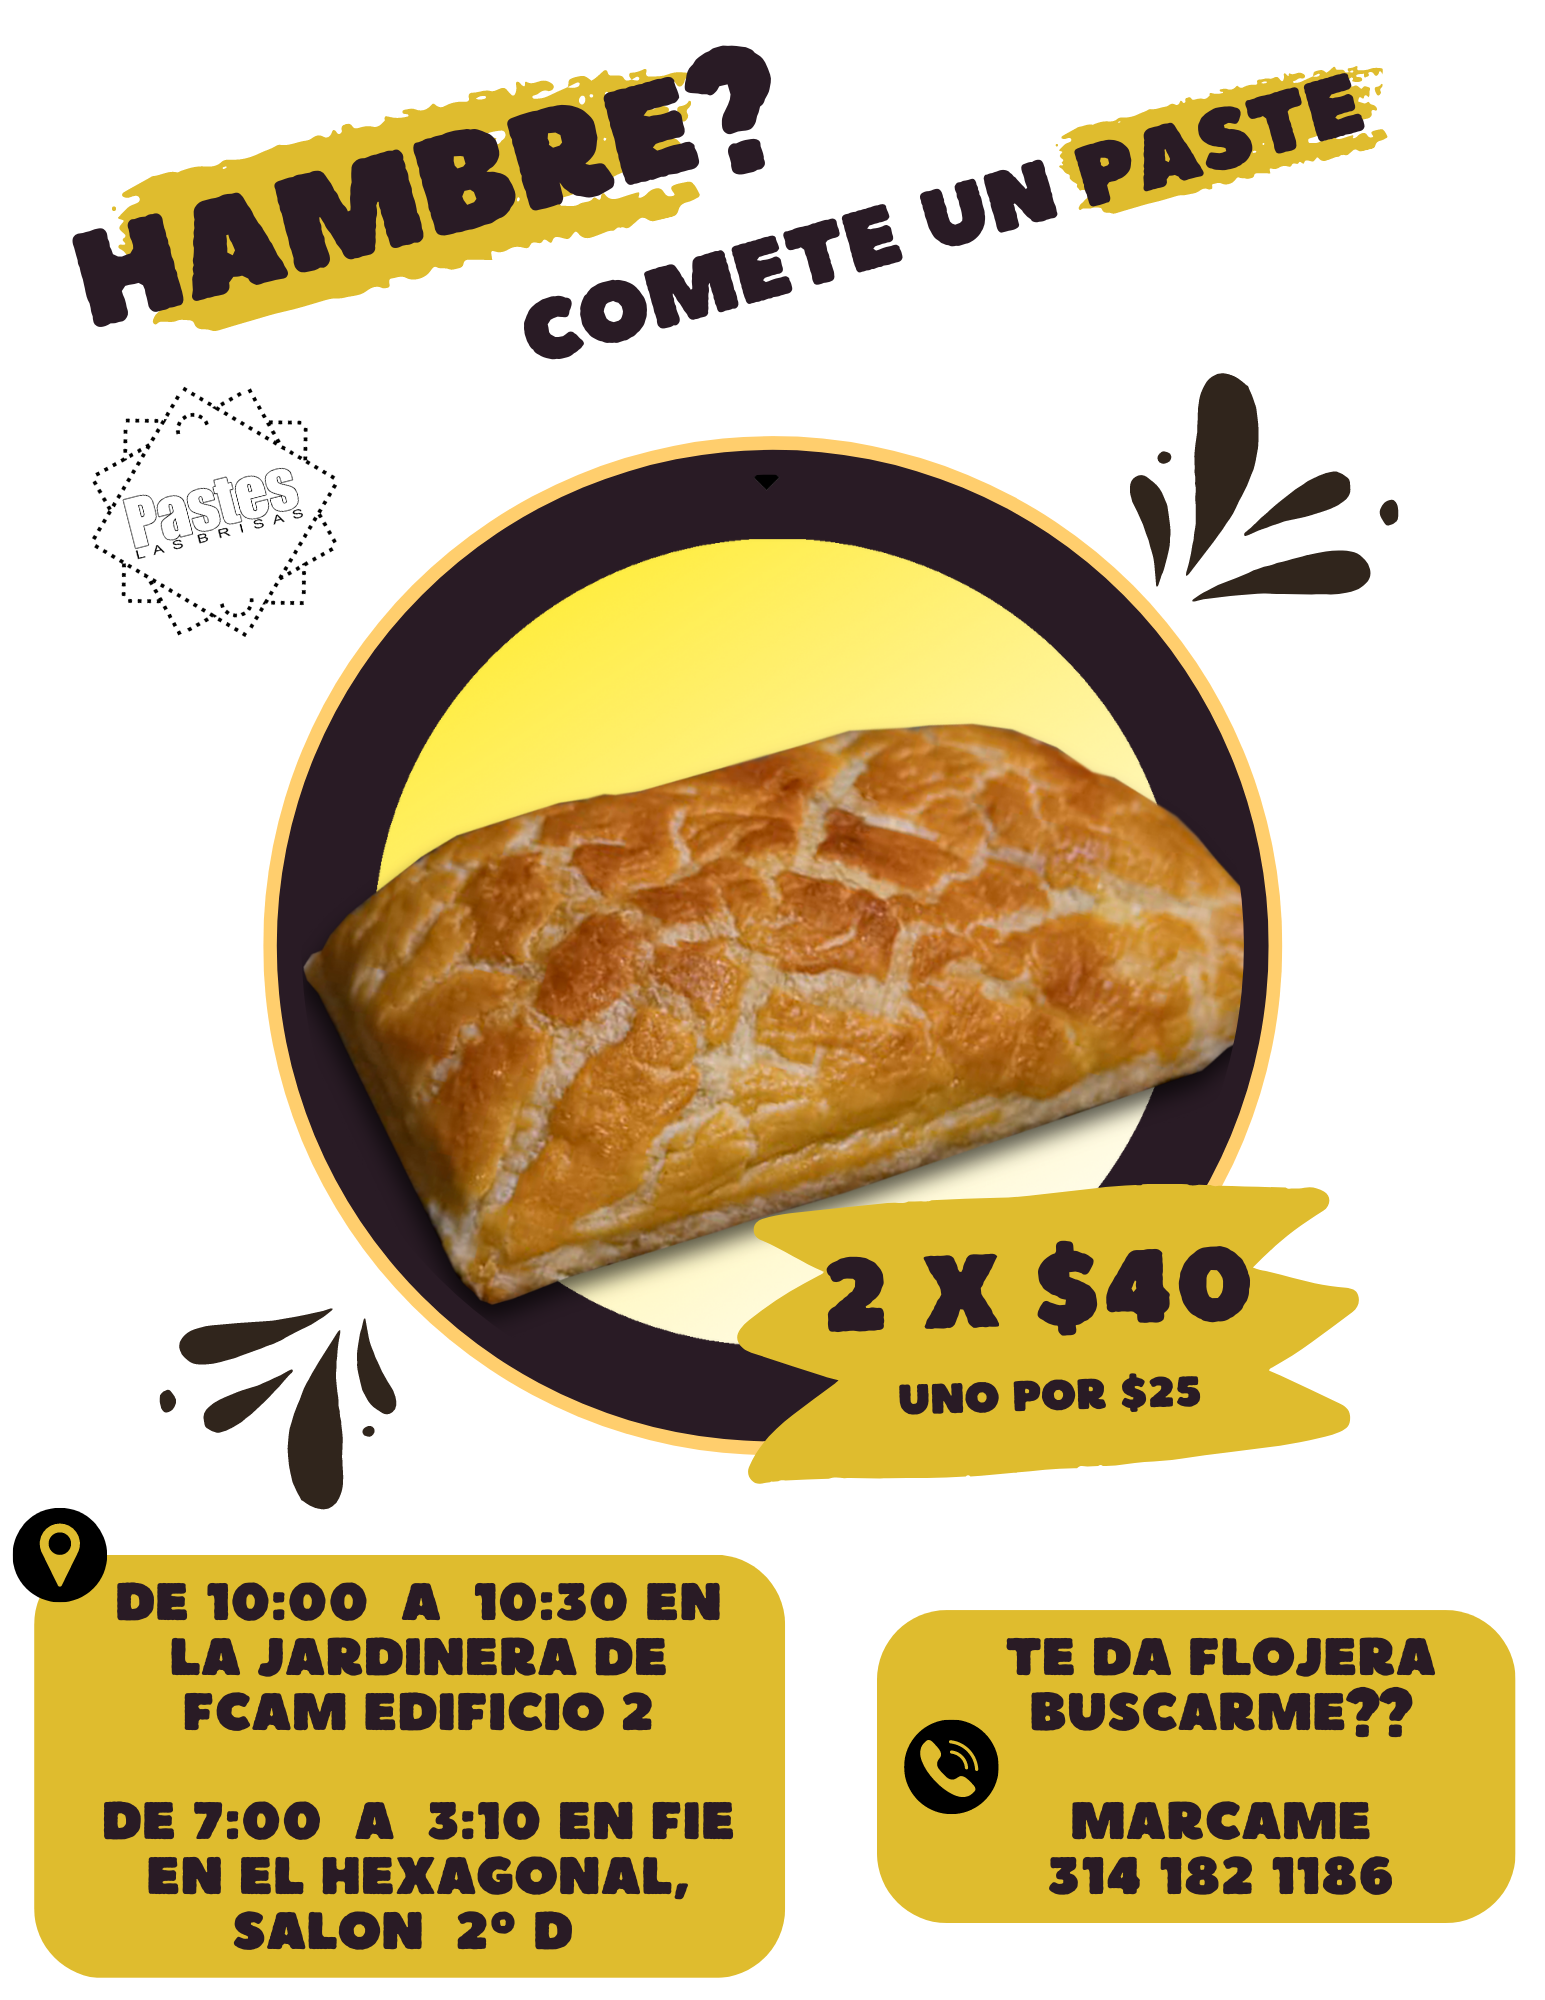 HAMBRE?
COMETE UN PASTE
Pastes
LAS BRISAS
2 X $40
UNO POR $25
DE 10:00 A 10:30 EN
LA JARDINERA DE
FCAM EDIFICIO 2
DE 7:00 A 3:10 EN FIE
EN EL HEXAGONAL,
SALON 2° D
TE DA FLOJERA
BUSCARME??
MARCAME
314 182 1186